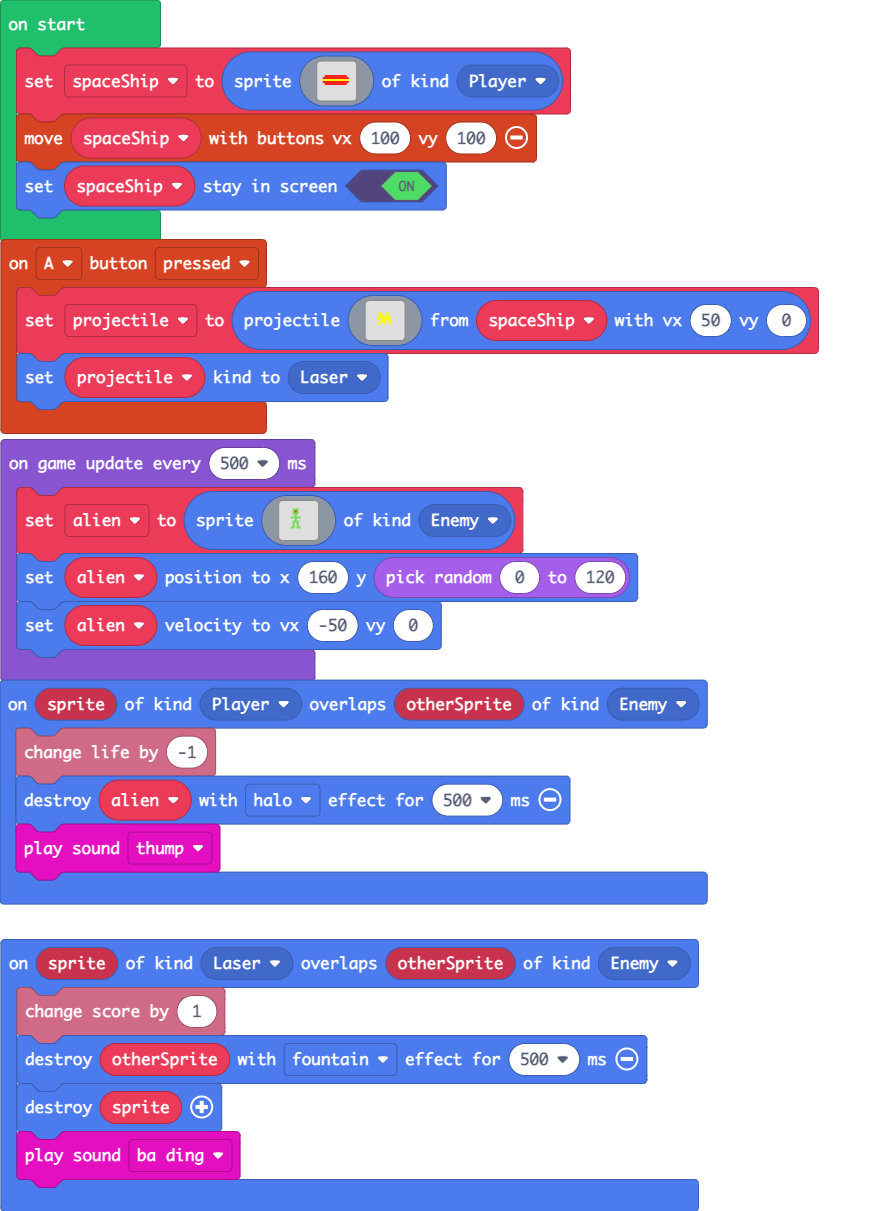 on start
set spaceShip to sprite of kind Player
move spaceShip with buttons vx 100 vy 100
set spaceShip stay in screen ON
on A button pressed
set projectile to projectile from spaceShip with vx 50 vy 0
set projectile kind to Laser
on game update every 500 ms
set alien to sprite of kind Enemy
set alien position to x 160 y pick random 0 to 120
set alien velocity to vx -50 vy 0
on sprite of kind Player overlaps otherSprite of kind Enemy
change life by -1
destroy alien with halo effect for 500 ms
play sound thump
on sprite of kind Laser overlaps otherSprite of kind Enemy
change score by 1
destroy otherSprite with fountain effect for 500 ms
destroy sprite
play sound ba ding